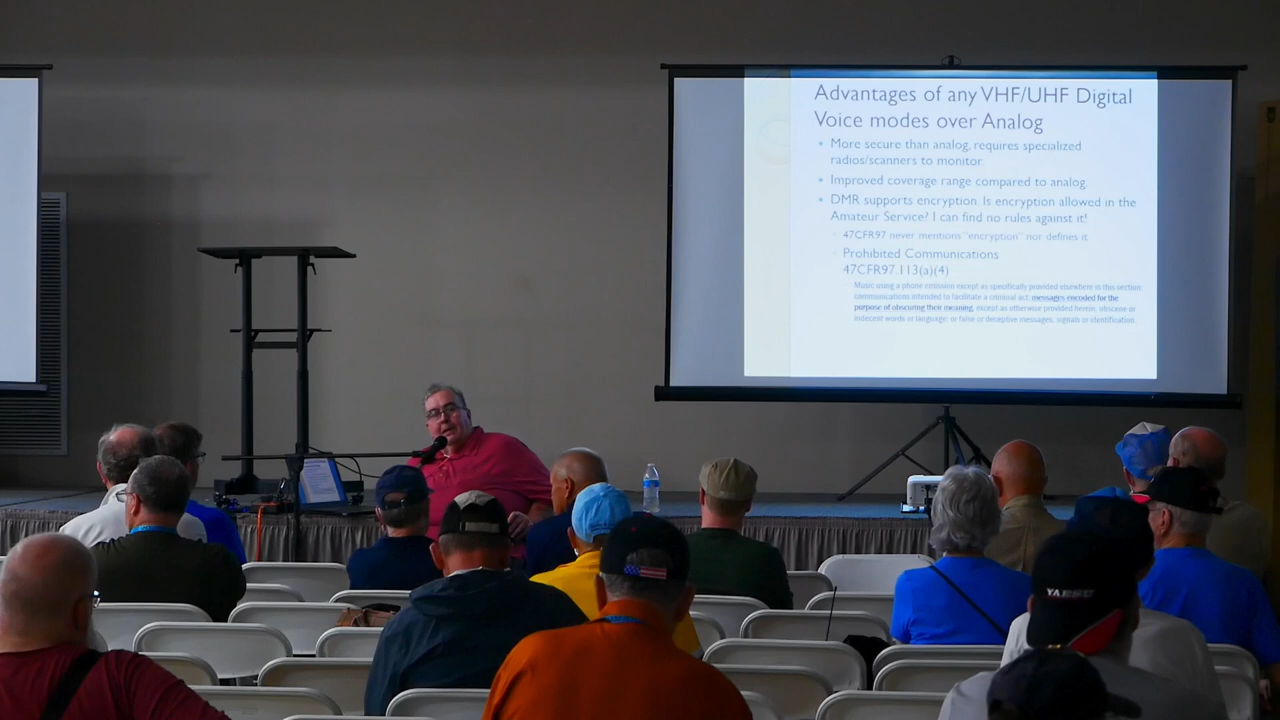 Advantages of any VHF/UHF Digital
Voice modes over Analog
• More secure than analog, requires specialized
radios/scanners to monitor.
• Improved coverage range compared to analog
• DMR supports encryption. Is encryption allowed in the
Amateur Service? I can find no rules against it!
47CFR97 never mentions "encryption" nor defines it
Prohibited Communications
47CFR97.113(a)(4)
Music using a phone emission except as specifically provided elsewhere in this section;
communications intended to facilitate a criminal act; messages encoded for the
purpose of obscuring their meaning, except as otherwise provided herein; obscene or
indecent words or language; or false or deceptive messages, signals or identification.
YAESU